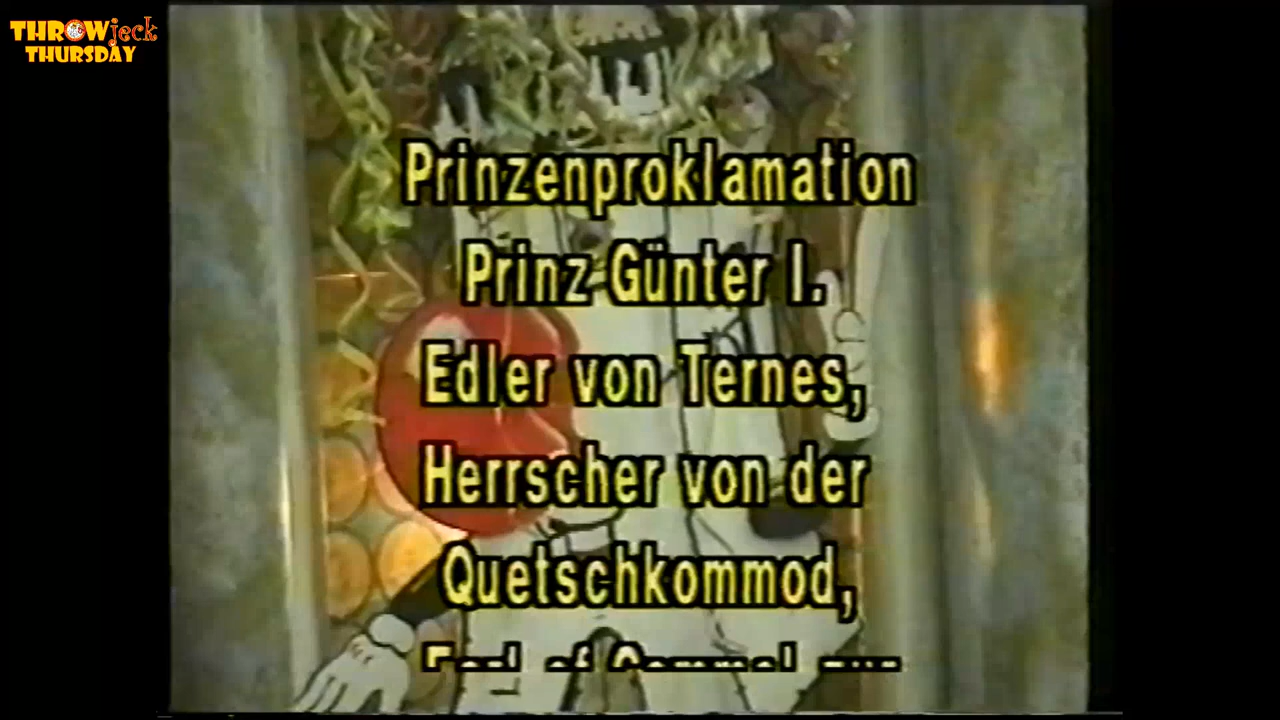 THROWjeck
THURSDAY
Prinzenproklamation
Prinz Günter I.
Edler von Ternes,
Herrscher von der
Quetschkommod,